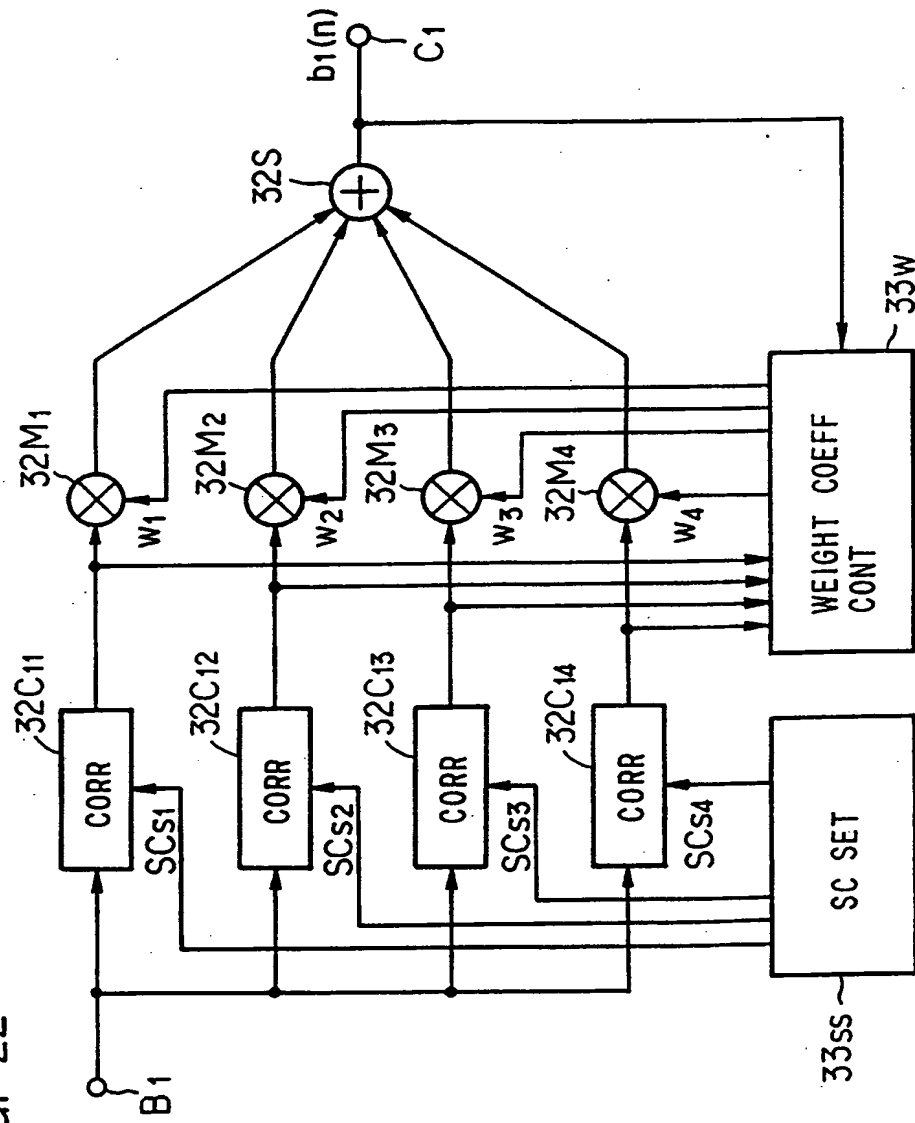 B1
32C11
CORR
SCS1
32C12
CORR
SCS2
32C13
CORR
SCS3
32C14
CORR
SCS4
32M1
W1
32M2
W2
32M3
W3
32M4
W4
32S
b1(n)
C1
SC SET
33SS
WEIGHT COEFF
CONT
33W